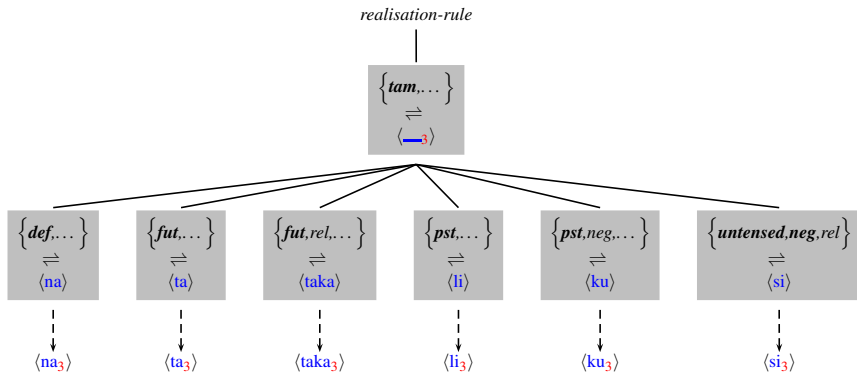 realisation-rule
{tam,...}
⇌
⟨__3⟩
{def,...} {fut,...} {fut,rel,...} {pst,...} {pst,neg,...} {untensed,neg,rel}
⇌ ⇌ ⇌ ⇌ ⇌ ⇌
⟨na⟩ ⟨ta⟩ ⟨taka⟩ ⟨li⟩ ⟨ku⟩ ⟨si⟩
⟨na3⟩ ⟨ta3⟩ ⟨taka3⟩ ⟨li3⟩ ⟨ku3⟩ ⟨si3⟩